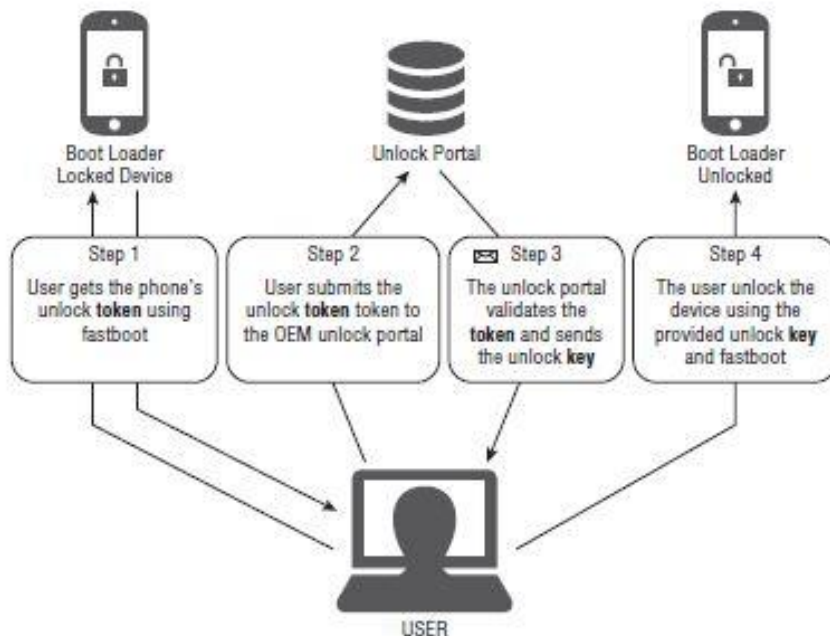 Boot Loader
Locked Device
Unlock Portal
Boot Loader
Unlocked
Step 1
User gets the phone's
unlock token using
fastboot
Step 2
User submits the
unlock token token to
the OEM unlock portal
Step 3
The unlock portal
validates the
token and sends
the unlock key
Step 4
The user unlock the
device using the
provided unlock key
and fastboot
USER